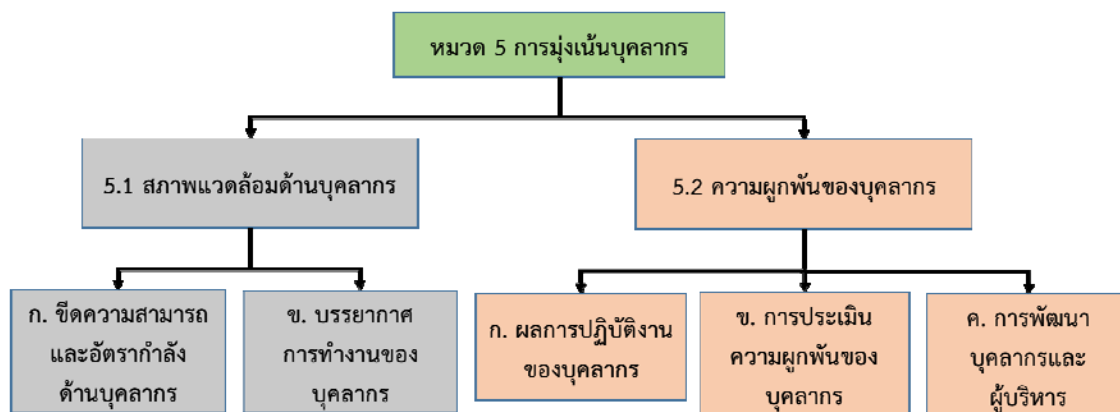 หมวด 5 การมุ่งเน้นบุคลากร
5.1 สภาพแวดล้อมด้านบุคลากร
5.2 ความผูกพันของบุคลากร
ก. ขีดความสามารถ
และอัตรากำลัง
ด้านบุคลากร
ข. บรรยากาศ
การทำงานของ
บุคลากร
ก. ผลการปฏิบัติงาน
ของบุคลากร
ข. การประเมิน
ความผูกพันของ
บุคลากร
ค. การพัฒนา
บุคลากรและ
ผู้บริหาร